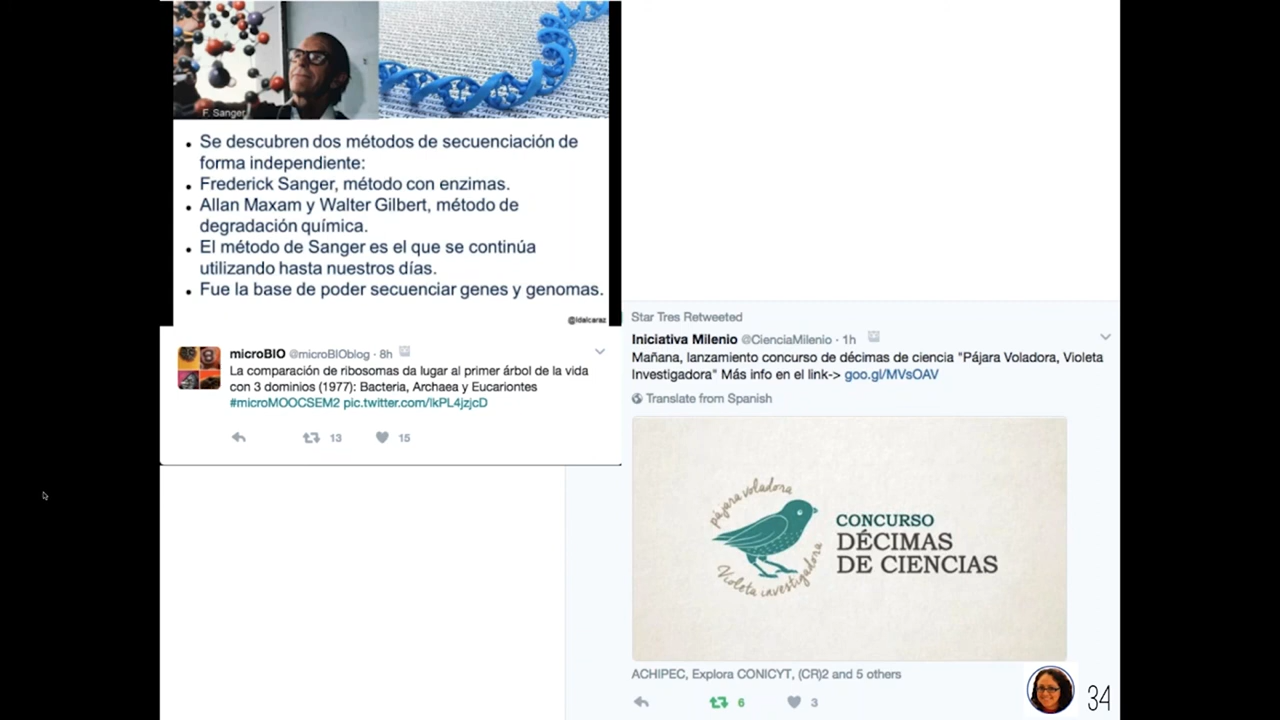 F. Sanger
• Se descubren dos métodos de secuenciación de
forma independiente:
• Frederick Sanger, método con enzimas.
• Allan Maxam y Walter Gilbert, método de
degradación química.
• El método de Sanger es el que se continúa
utilizando hasta nuestros días.
• Fue la base de poder secuenciar genes y genomas.
@ldalcaraz
microBIO @microBIOblog · 8h
La comparación de ribosomas da lugar al primer árbol de la vida
con 3 dominios (1977): Bacteria, Archaea y Eucariontes
#microMOOCSEM2 pic.twitter.com/lkPL4jzjcD
13 15
Star Tres Retweeted
Iniciativa Milenio @CienciaMilenio · 1h
Mañana, lanzamiento concurso de décimas de ciencia "Pájara Voladora, Violeta
Investigadora" Más info en el link-> goo.gl/MVsOAV
Translate from Spanish
pájara voladora
Violeta investigadora
CONCURSO
DÉCIMAS
DE CIENCIAS
ACHIPEC, Explora CONICYT, (CR)2 and 5 others
6 3
34